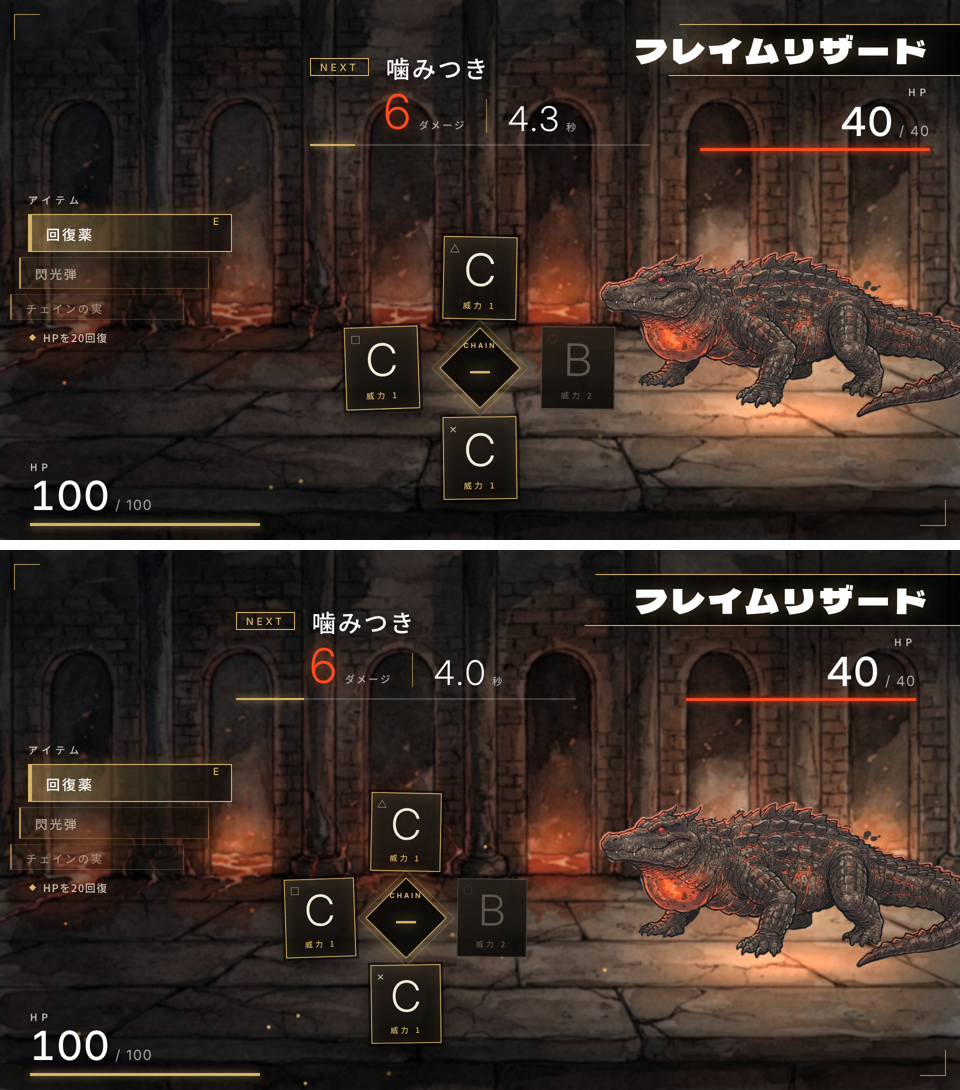 フレイムリザード
NEXT 噛みつき
6 ダメージ 4.3 秒
HP
40 / 40
アイテム
回復薬 E
閃光弾
チェインの実
◆ HPを20回復
△
C
威力 1
□
C
威力 1
CHAIN
—
○
B
威力 2
×
C
威力 1
HP
100 / 100
フレイムリザード
NEXT 噛みつき
6 ダメージ 4.0 秒
HP
40 / 40
アイテム
回復薬 E
閃光弾
チェインの実
◆ HPを20回復
△
C
威力 1
□
C
威力 1
CHAIN
—
○
B
威力 2
×
C
威力 1
HP
100 / 100